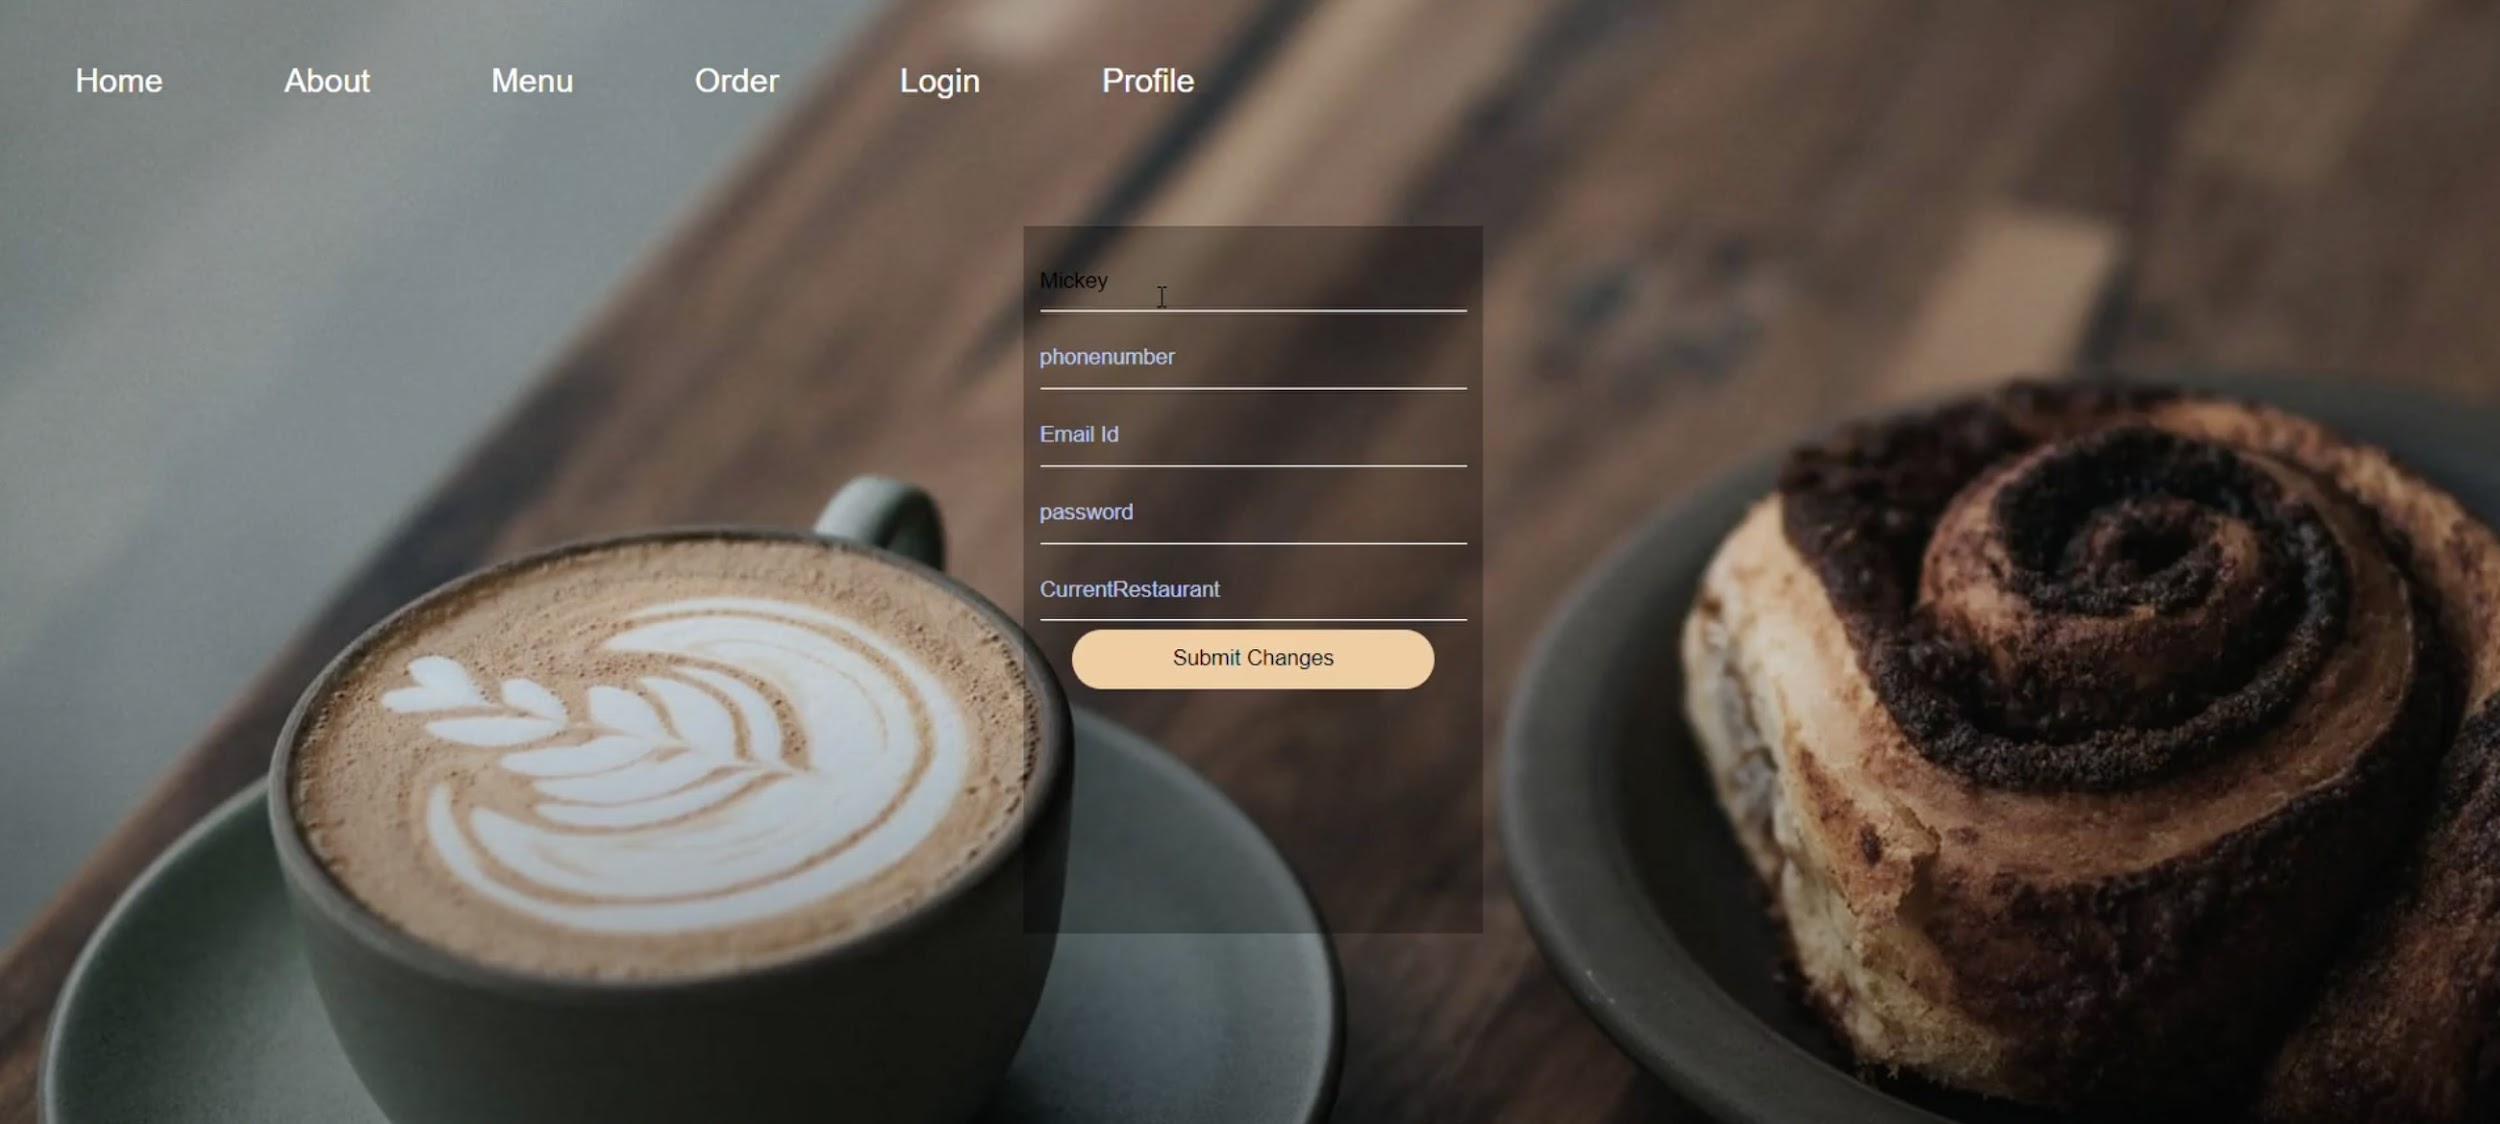 Home About Menu Order Login Profile
Mickey
phonenumber
Email Id
password
CurrentRestaurant
Submit Changes